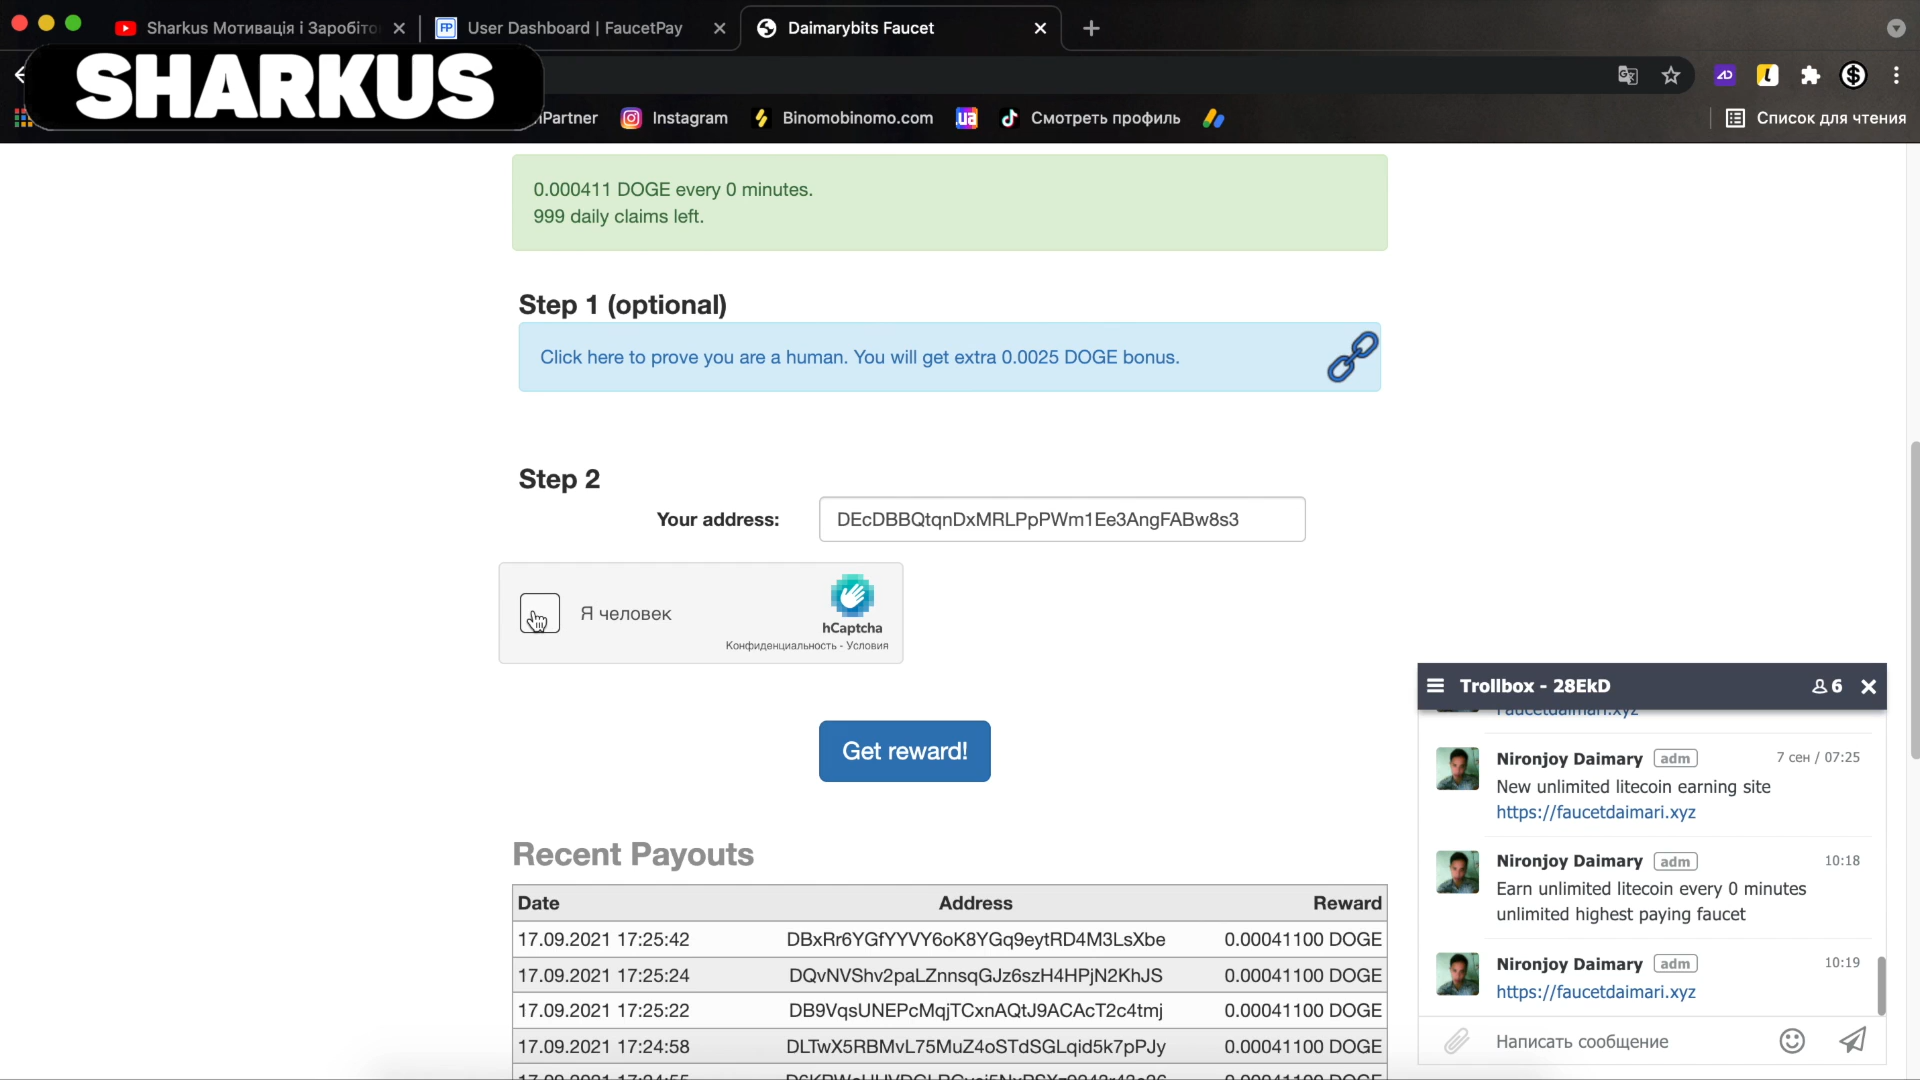 Sharkus Мотивація і Заробіто
User Dashboard | FaucetPay
Daimarybits Faucet
SHARKUS
iPartner
Instagram
Binomobinomo.com
Смотреть профиль
Список для чтения
0.000411 DOGE every 0 minutes.
999 daily claims left.
Step 1 (optional)
Click here to prove you are a human. You will get extra 0.0025 DOGE bonus.
Step 2
Your address: DEcDBBQtqnDxMRLPpPWm1Ee3AngFABw8s3
Я человек
hCaptcha
Конфиденциальность - Условия
Get reward!
Recent Payouts
Date Address Reward
17.09.2021 17:25:42 DBxRr6YGfYYVY6oK8YGq9eytRD4M3LsXbe 0.00041100 DOGE
17.09.2021 17:25:24 DQvNVShv2paLZnnsqGJz6szH4HPjN2KhJS 0.00041100 DOGE
17.09.2021 17:25:22 DB9VqsUNEPcMqjTCxnAQtJ9ACAcT2c4tmj 0.00041100 DOGE
17.09.2021 17:24:58 DLTwX5RBMvL75MuZ4oSTdSGLqid5k7pPJy 0.00041100 DOGE
Trollbox - 28EkD
6
Nironjoy Daimary adm 7 сен / 07:25
New unlimited litecoin earning site
https://faucetdaimari.xyz
Nironjoy Daimary adm 10:18
Earn unlimited litecoin every 0 minutes
unlimited highest paying faucet
Nironjoy Daimary adm 10:19
https://faucetdaimari.xyz
Написать сообщение